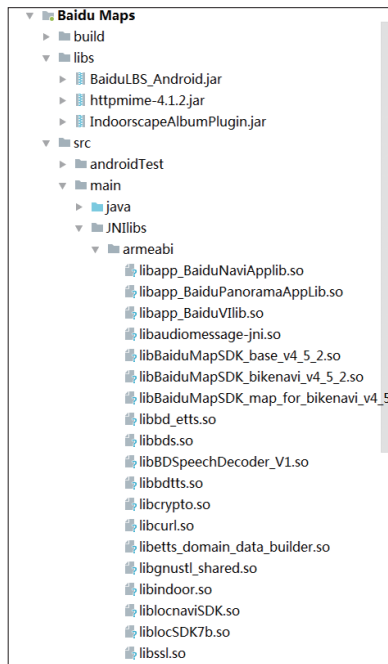 Baidu Maps
build
libs
BaiduLBS_Android.jar
httpmime-4.1.2.jar
IndoorscapeAlbumPlugin.jar
src
androidTest
main
java
JNIlibs
armeabi
libapp_BaiduNaviApplib.so
libapp_BaiduPanoramaAppLib.so
libapp_BaiduVIlib.so
libaudiomessage-jni.so
libBaiduMapSDK_base_v4_5_2.so
libBaiduMapSDK_bikenavi_v4_5_2.so
libBaiduMapSDK_map_for_bikenavi_v4_5
libbd_etts.so
libbds.so
libBDSpeechDecoder_V1.so
libbdtts.so
libcrypto.so
libcurl.so
libetts_domain_data_builder.so
libgnustl_shared.so
libindoor.so
liblocnaviSDK.so
liblocSDK7b.so
libssl.so